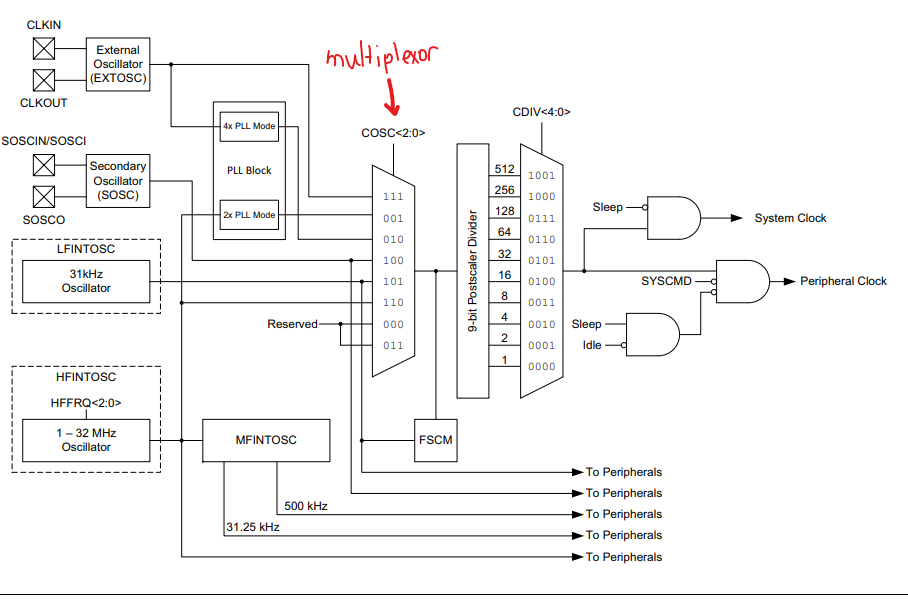 CLKIN
External
Oscillator
(EXTOSC)
CLKOUT
multiplexor
COSC<2:0>
CDIV<4:0>
4x PLL Mode
PLL Block
2x PLL Mode
SOSCIN/SOSCI
Secondary
Oscillator
(SOSC)
SOSCO
LFINTOSC
31kHz
Oscillator
Reserved
111
001
010
100
101
110
000
011
9-bit Postscaler Divider
512 1001
256 1000
128 0111
64 0110
32 0101
16 0100
8 0011
4 0010
2 0001
1 0000
Sleep
System Clock
SYSCMD
Peripheral Clock
Sleep
Idle
HFINTOSC
HFFRQ<2:0>
1 – 32 MHz
Oscillator
MFINTOSC
FSCM
500 kHz
31.25 kHz
To Peripherals
To Peripherals
To Peripherals
To Peripherals
To Peripherals